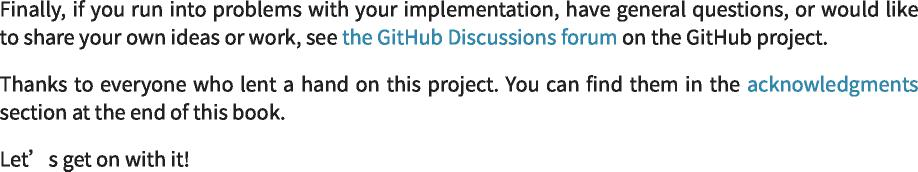 Finally, if you run into problems with your implementation, have general questions, or would like
to share your own ideas or work, see the GitHub Discussions forum on the GitHub project.
Thanks to everyone who lent a hand on this project. You can find them in the acknowledgments
section at the end of this book.
Let’s get on with it!